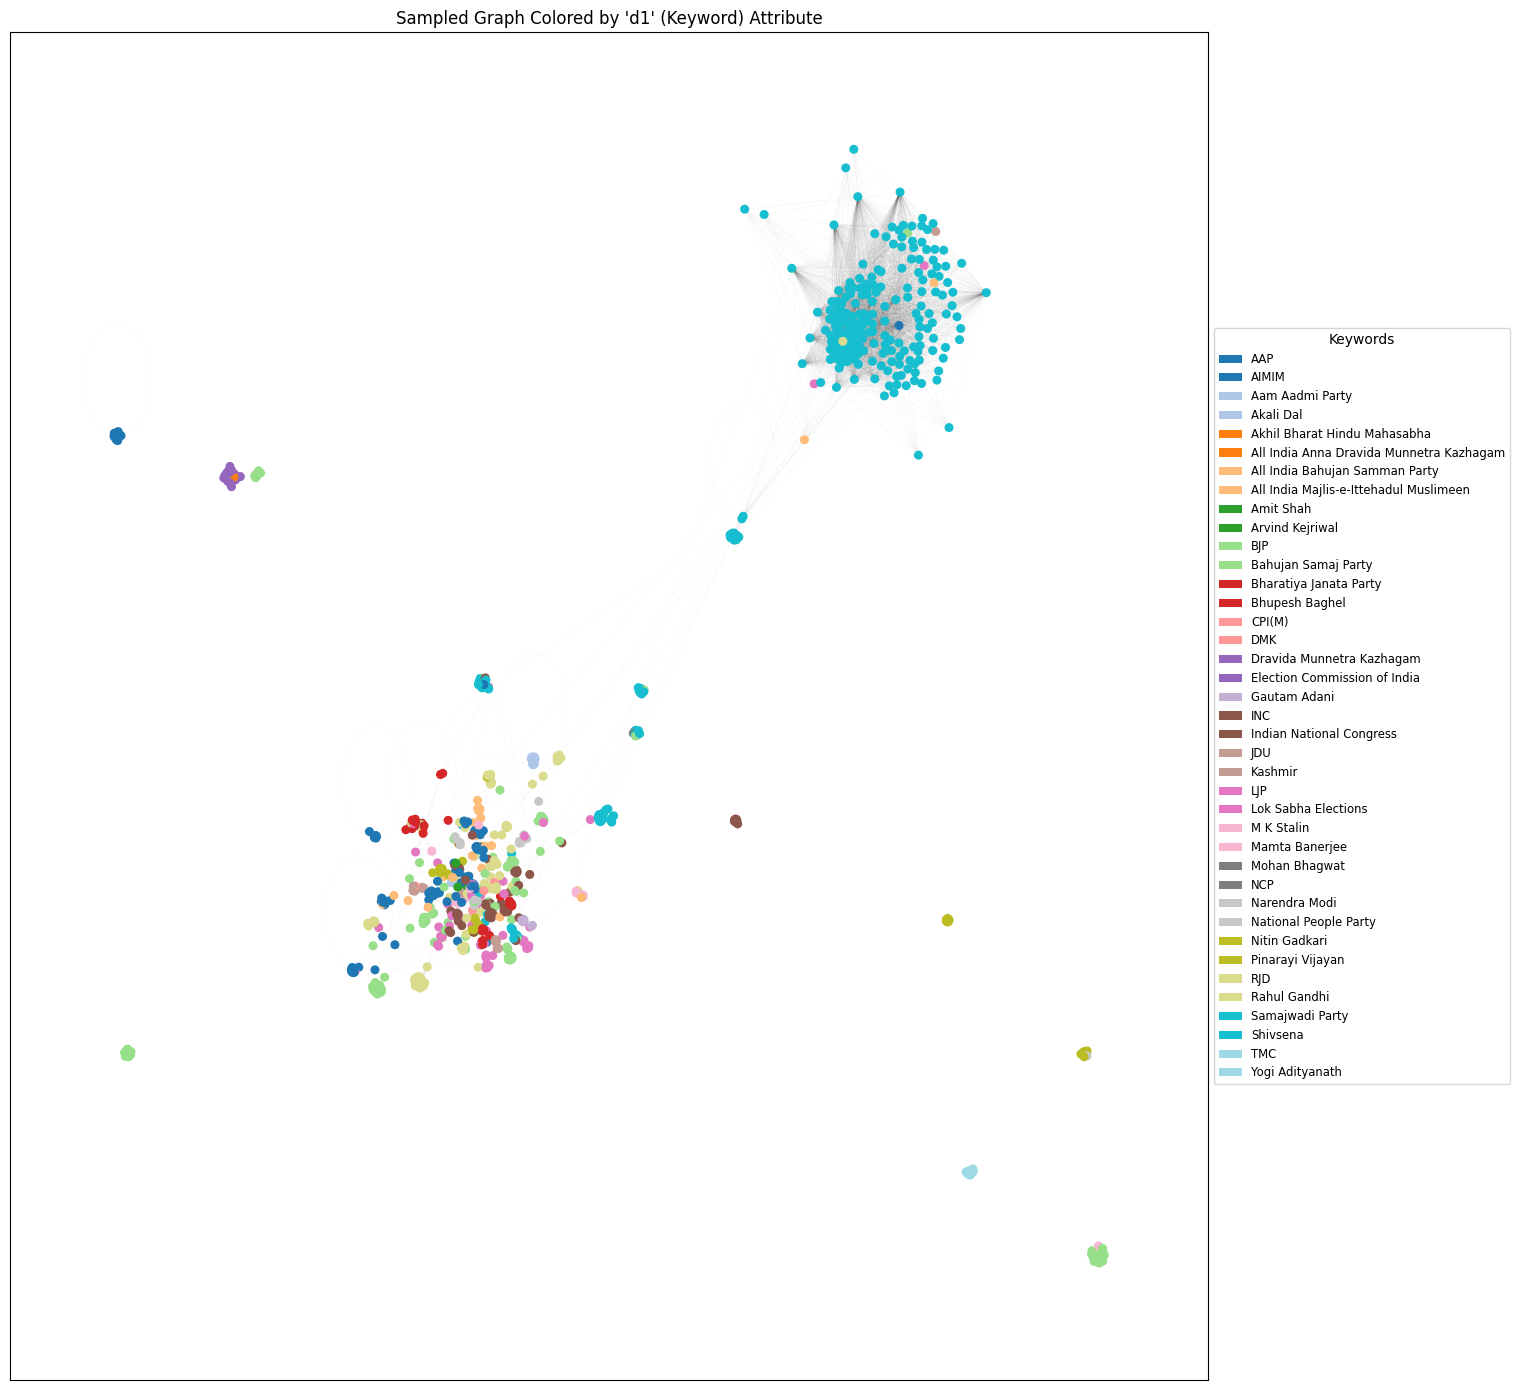 Sampled Graph Colored by 'd1' (Keyword) Attribute
Keywords
AAP
AIMIM
Aam Aadmi Party
Akali Dal
Akhil Bharat Hindu Mahasabha
All India Anna Dravida Munnetra Kazhagam
All India Bahujan Samman Party
All India Majlis-e-Ittehadul Muslimeen
Amit Shah
Arvind Kejriwal
BJP
Bahujan Samaj Party
Bharatiya Janata Party
Bhupesh Baghel
CPI(M)
DMK
Dravida Munnetra Kazhagam
Election Commission of India
Gautam Adani
INC
Indian National Congress
JDU
Kashmir
LJP
Lok Sabha Elections
M K Stalin
Mamta Banerjee
Mohan Bhagwat
NCP
Narendra Modi
National People Party
Nitin Gadkari
Pinarayi Vijayan
RJD
Rahul Gandhi
Samajwadi Party
Shivsena
TMC
Yogi Adityanath